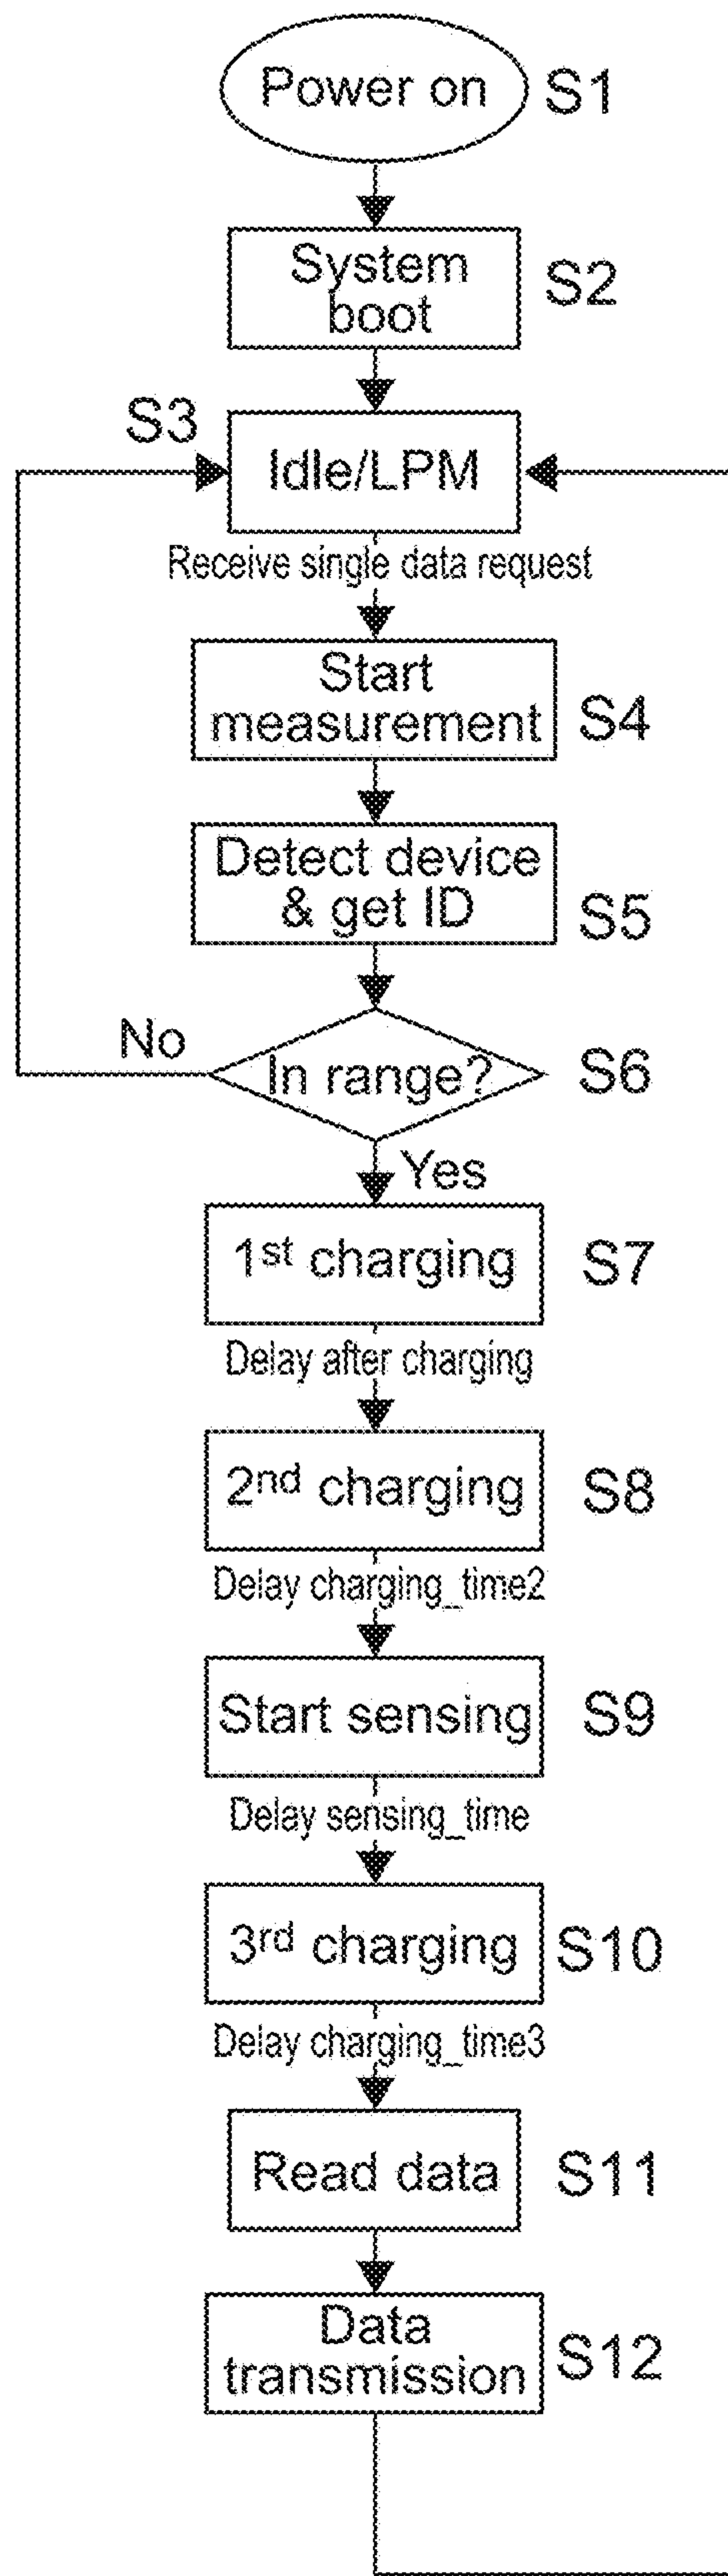 Power on
S1
System
boot
S2
S3
Idle/LPM
Receive single data request
Start
measurement
S4
Detect device
& get ID
S5
No
In range?
S6
Yes
1st charging
S7
Delay after charging
2nd charging
S8
Delay charging_time2
Start sensing
S9
Delay sensing_time
3rd charging
S10
Delay charging_time3
Read data
S11
Data
transmission
S12